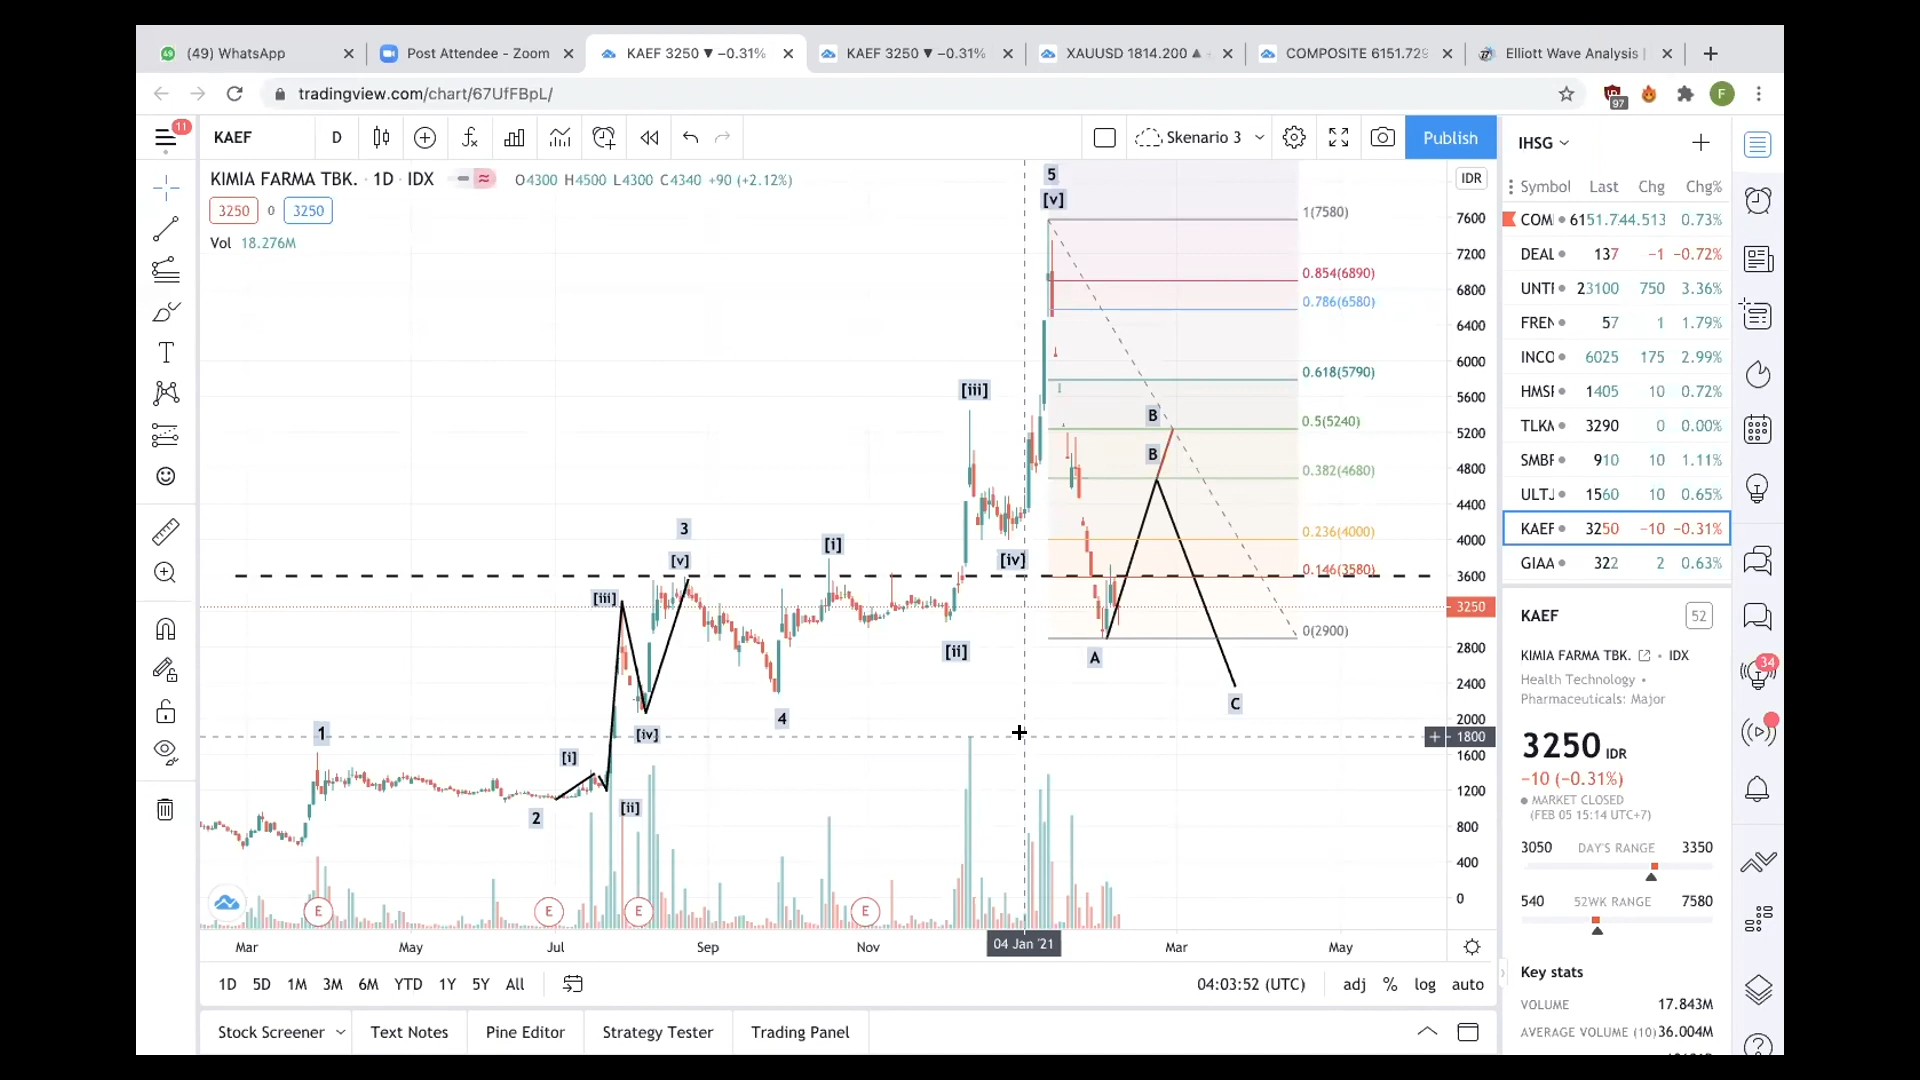 (49) WhatsApp
Post Attendee - Zoom
KAEF 3250 ▼ −0.31%
KAEF 3250 ▼ −0.31%
XAUUSD 1814.200 ▲
COMPOSITE 6151.729
Elliott Wave Analysis |
tradingview.com/chart/67UfFBpL/
97
F
11
KAEF
D
Skenario 3
Publish
IHSG
KIMIA FARMA TBK. · 1D · IDX
O4300 H4500 L4300 C4340 +90 (+2.12%)
3250 0 3250
Vol 18.276M
IDR
Symbol Last Chg Chg%
COMI 6151.744.513 0.73%
DEAL 137 −1 −0.72%
UNTF 23100 750 3.36%
FREN 57 1 1.79%
INCO 6025 175 2.99%
HMSF 1405 10 0.72%
TLKM 3290 0 0.00%
SMBF 910 10 1.11%
ULTJ 1560 10 0.65%
KAEF 3250 −10 −0.31%
GIAA 322 2 0.63%
5
[v]
1(7580)
0.854(6890)
0.786(6580)
0.618(5790)
0.5(5240)
0.382(4680)
0.236(4000)
0.146(3580)
0(2900)
B
B
A
C
[iii]
[iv]
[i]
[ii]
3
[v]
[iii]
[iv]
4
1
[i]
2
[ii]
7600
7200
6800
6400
6000
5600
5200
4800
4400
4000
3600
3250
2800
2400
2000
1800
1600
1200
800
400
0
E
E
E
E
Mar
May
Jul
Sep
Nov
04 Jan '21
Mar
May
1D 5D 1M 3M 6M YTD 1Y 5Y All
04:03:52 (UTC)
adj % log auto
Stock Screener
Text Notes
Pine Editor
Strategy Tester
Trading Panel
KAEF
52
KIMIA FARMA TBK. • IDX
Health Technology •
Pharmaceuticals: Major
3250 IDR
−10 (−0.31%)
MARKET CLOSED
(FEB 05 15:14 UTC+7)
3050 DAY'S RANGE 3350
540 52WK RANGE 7580
Key stats
VOLUME 17.843M
AVERAGE VOLUME (10) 36.004M
34